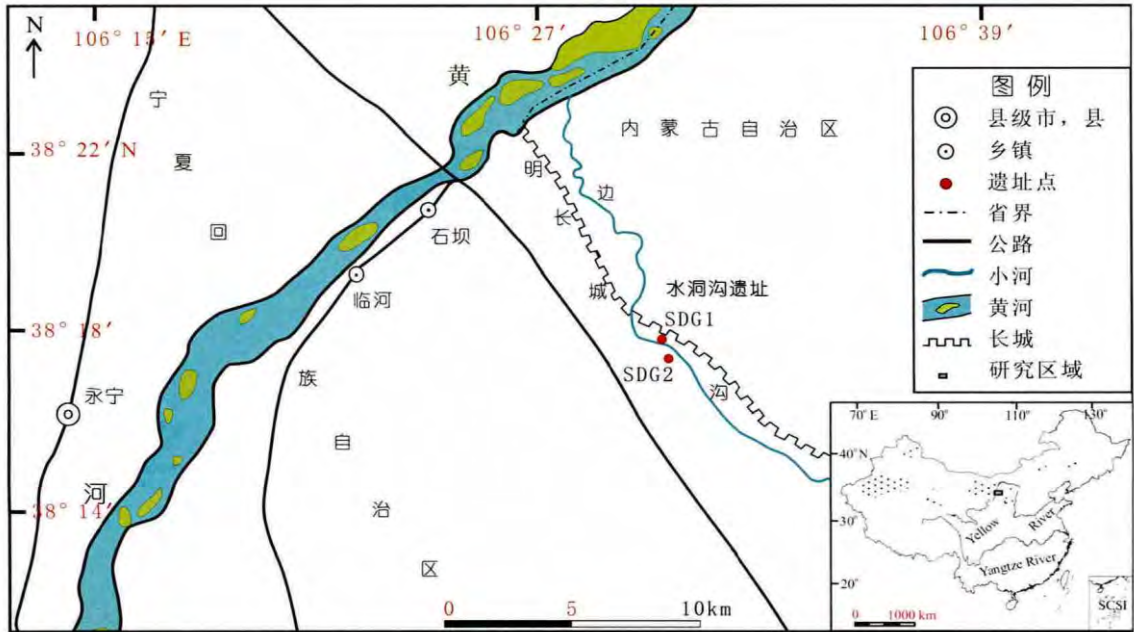 N
106° 15′ E
106° 27′
106° 39′
38° 22′ N
38° 18′
38° 14′
黄
河
宁
夏
回
族
自
治
区
内蒙古自治区
明
长
城
边
沟
石坝
临河
永宁
水洞沟遗址
SDG1
SDG2
0 5 10km
图例
县级市，县
乡镇
遗址点
省界
公路
小河
黄河
长城
研究区域
70° E 90° 110° 130°
40° N
30°
20°
Yellow River
Yangtze River
SCSI
0 1000 km